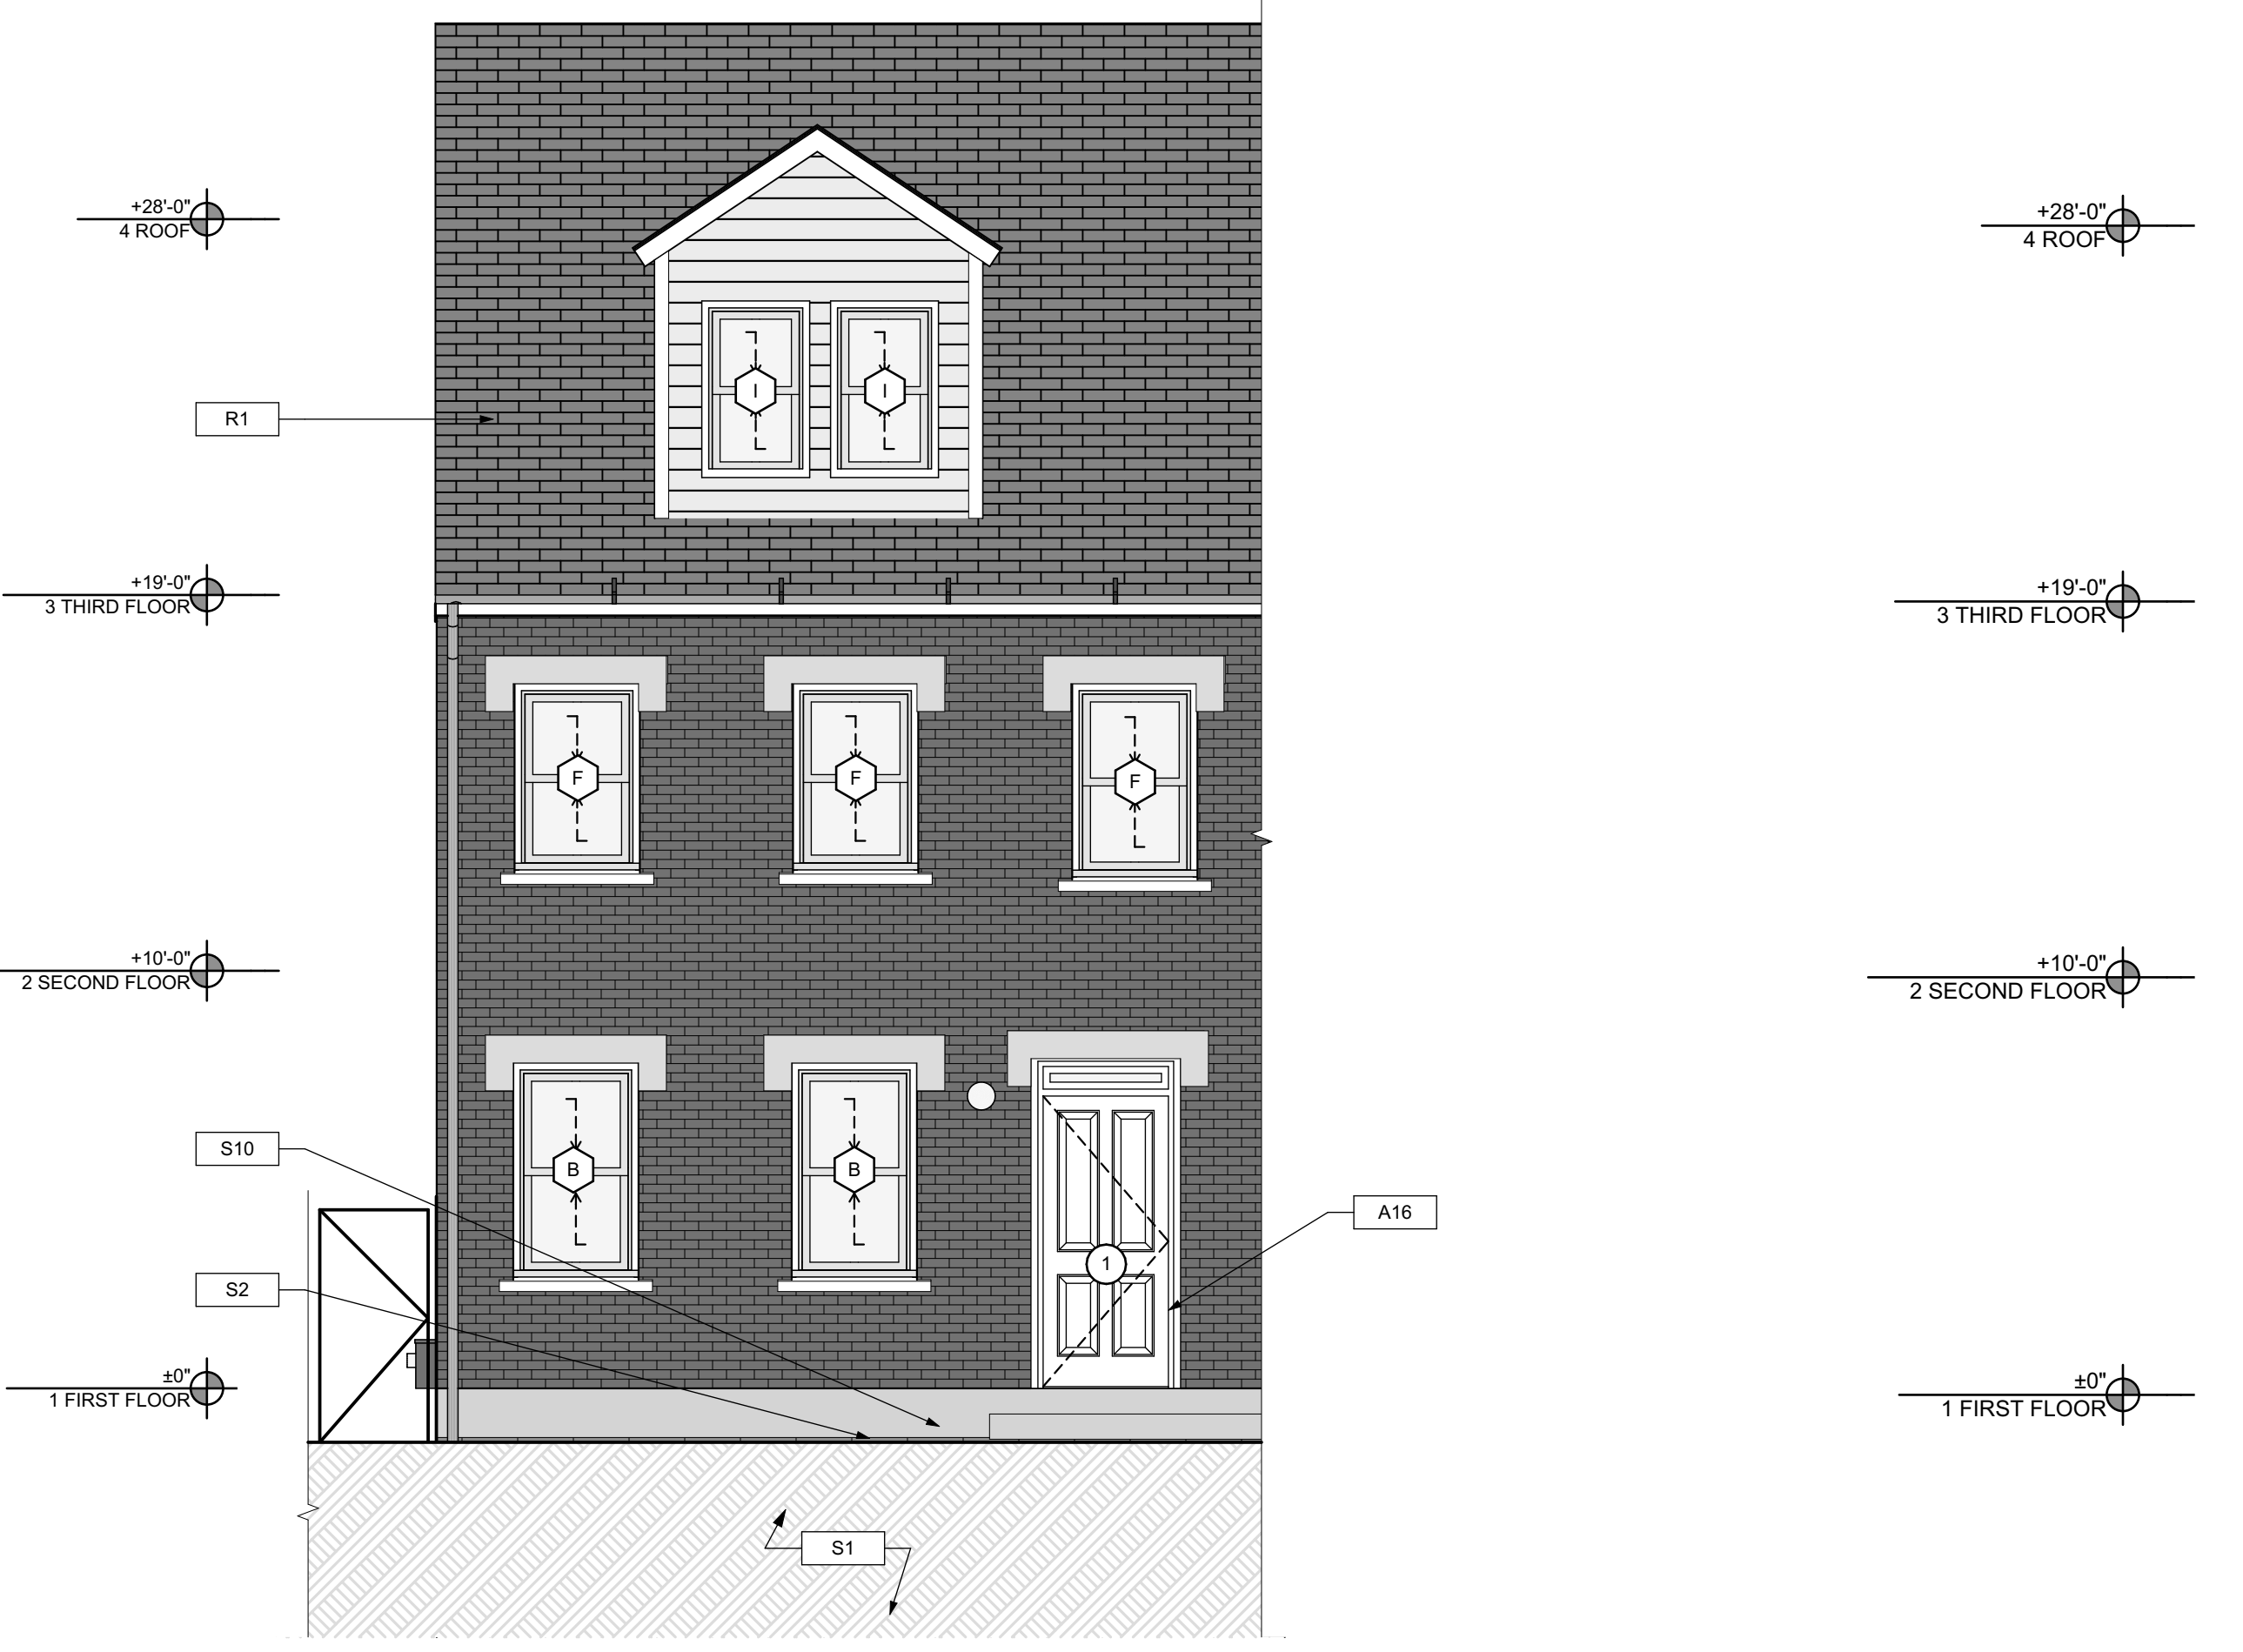 +28'-0"
4 ROOF
+28'-0"
4 ROOF
I
I
R1
+19'-0"
3 THIRD FLOOR
+19'-0"
3 THIRD FLOOR
F
F
F
+10'-0"
2 SECOND FLOOR
+10'-0"
2 SECOND FLOOR
S10
B
B
A16
1
S2
±0"
1 FIRST FLOOR
±0"
1 FIRST FLOOR
S1